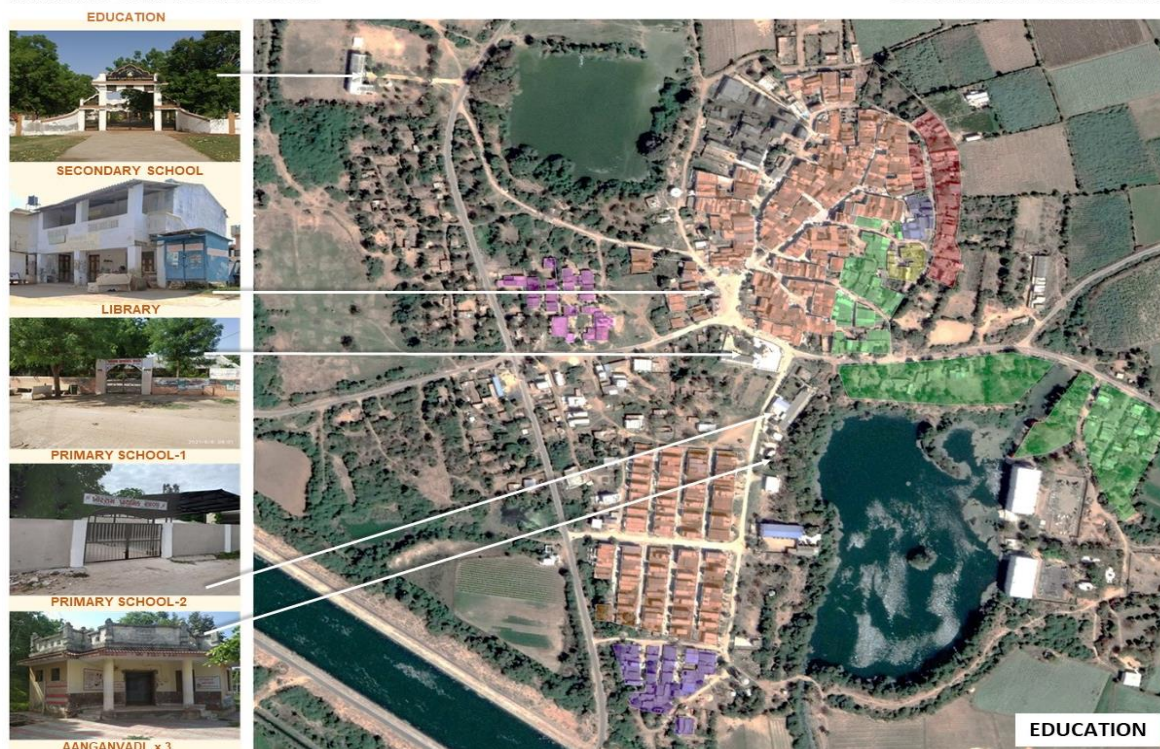 EDUCATION
SECONDARY SCHOOL
LIBRARY
PRIMARY SCHOOL-1
PRIMARY SCHOOL-2
AANGANVADI x 3
EDUCATION